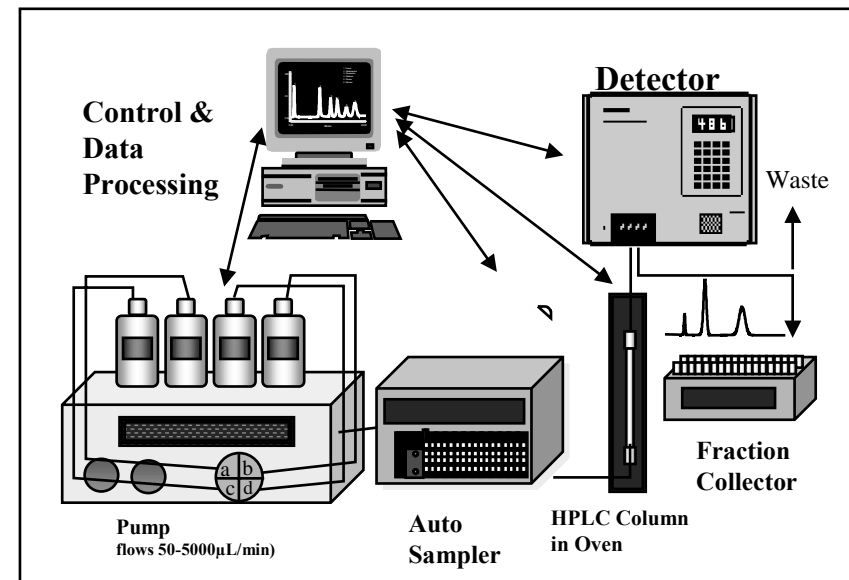 Control &
Data
Processing
Detector
486
Waste
a b
c d
Pump
flows 50-5000µL/min)
Auto
Sampler
HPLC Column
in Oven
Fraction
Collector